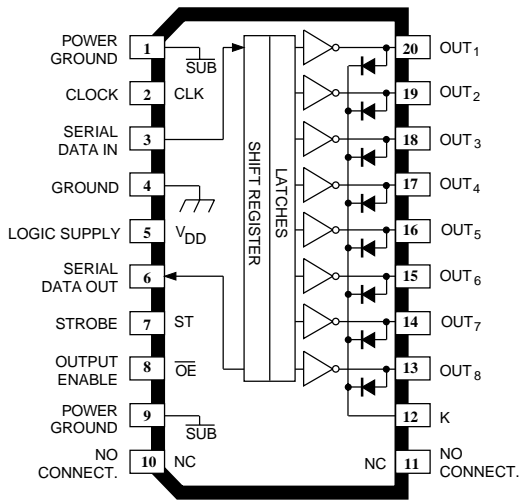 POWER
GROUND
1
SUB
CLOCK
2
CLK
SERIAL
DATA IN
3
GROUND
4
LOGIC SUPPLY
5
VDD
SERIAL
DATA OUT
6
STROBE
7
ST
OUTPUT
ENABLE
8
OE
POWER
GROUND
9
SUB
NO
CONNECT.
10
NC
SHIFT REGISTER
LATCHES
20
OUT1
19
OUT2
18
OUT3
17
OUT4
16
OUT5
15
OUT6
14
OUT7
13
OUT8
12
K
NC
11
NO
CONNECT.